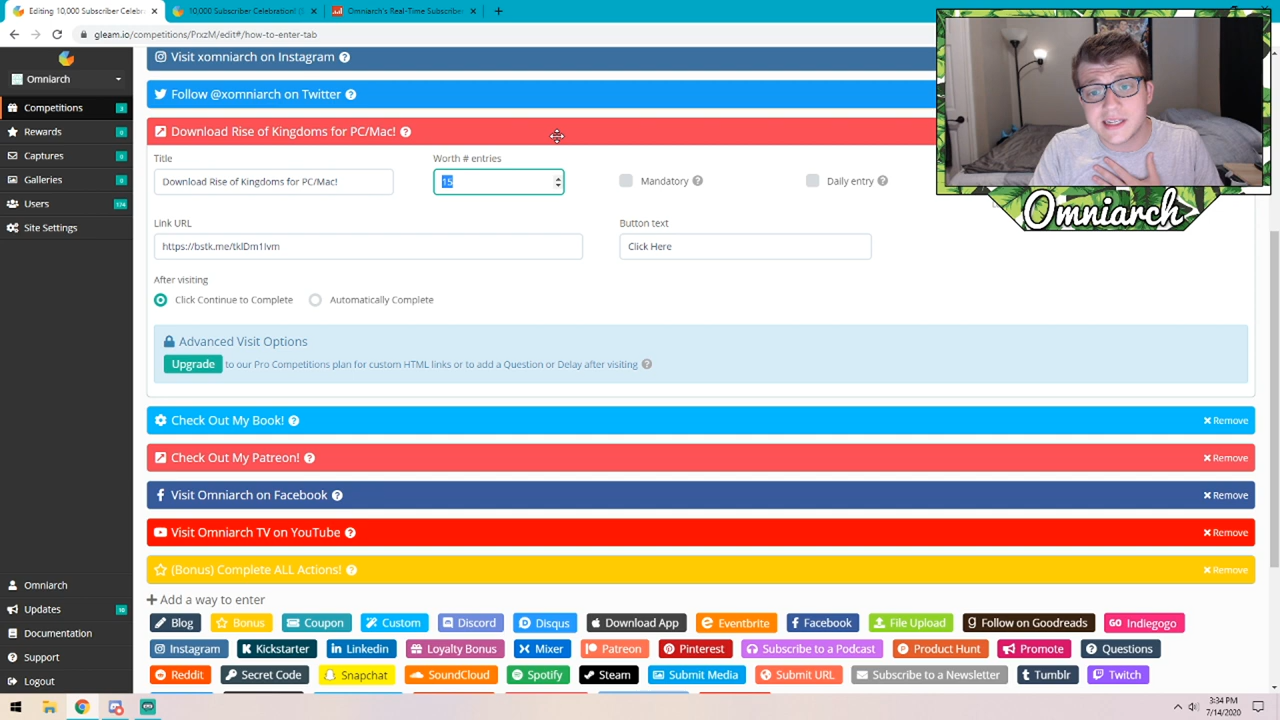 Editing 10,000 Subscriber Celebr
10,000 Subscriber Celebration! (
Omniarch's Real-Time Subscriber
gleam.io/competitions/PrxzM/edit#/how-to-enter-tab
Omniarch
Competitions 3
Rewards 0
Captures 0
Galleries 0
Users 174
Site Settings
Visit xomniarch on Instagram
Follow @xomniarch on Twitter
Download Rise of Kingdoms for PC/Mac!
Title
Worth # entries
Download Rise of Kingdoms for PC/Mac!
15
Mandatory
Daily entry
Link URL
Button text
Click Here
After visiting
Click Continue to Complete
Automatically Complete
Advanced Visit Options
Upgrade to our Pro Competitions plan for custom HTML links or to add a Question or Delay after visiting
Check Out My Book! Remove
Check Out My Patreon! Remove
Visit Omniarch on Facebook Remove
Visit Omniarch TV on YouTube Remove
(Bonus) Complete ALL Actions! Remove
Add a way to enter
Blog Bonus Coupon Custom Discord Disqus Download App Eventbrite Facebook File Upload Follow on Goodreads Indiegogo
Instagram Kickstarter Linkedin Loyalty Bonus Mixer Patreon Pinterest Subscribe to a Podcast Product Hunt Promote Questions
Reddit Secret Code Snapchat SoundCloud Spotify Steam Submit Media Submit URL Subscribe to a Newsletter Tumblr Twitch
Omniarch
Updates 10
Documentation
Support
Logout
Omniarch
3:34 PM
7/14/2020